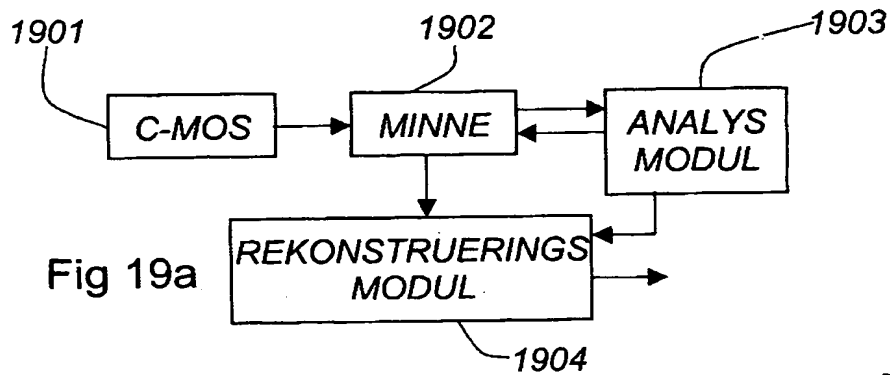 1901
1902
1903
C-MOS
MINNE
ANALYS
MODUL
REKONSTRUERINGS
MODUL
Fig 19a
1904